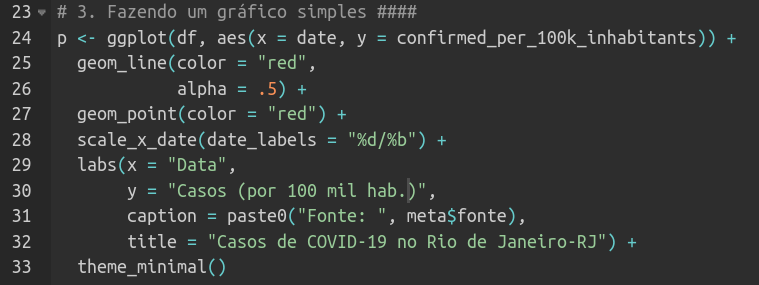 23 # 3. Fazendo um gráfico simples ####
24 p <- ggplot(df, aes(x = date, y = confirmed_per_100k_inhabitants)) +
25   geom_line(color = "red",
26             alpha = .5) +
27   geom_point(color = "red") +
28   scale_x_date(date_labels = "%d/%b") +
29   labs(x = "Data",
30        y = "Casos (por 100 mil hab.)",
31        caption = paste0("Fonte: ", meta$fonte),
32        title = "Casos de COVID-19 no Rio de Janeiro-RJ") +
33   theme_minimal()